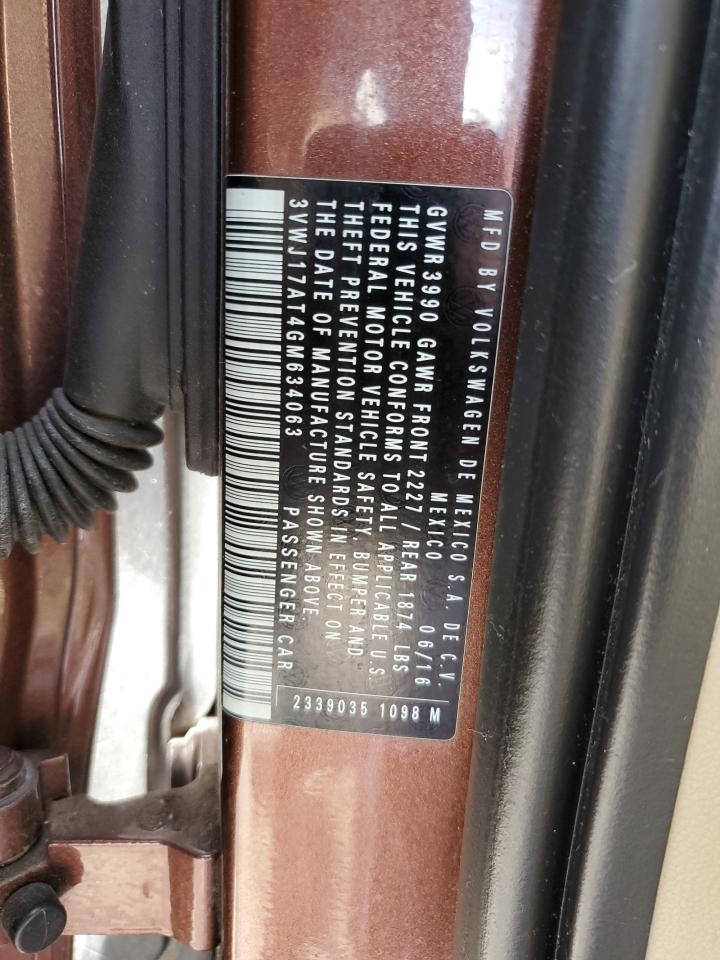 MFD BY VOLKSWAGEN DE MEXICO S.A. DE C.V.
MEXICO 06/16
GVWR 3990 GAWR FRONT 2227 / REAR 1874 LBS
THIS VEHICLE CONFORMS TO ALL APPLICABLE U.S.
FEDERAL MOTOR VEHICLE SAFETY, BUMPER AND
THEFT PREVENTION STANDARDS IN EFFECT ON
THE DATE OF MANUFACTURE SHOWN ABOVE.
3VWJ17AT4GM634063 PASSENGER CAR
2339035 1098 M